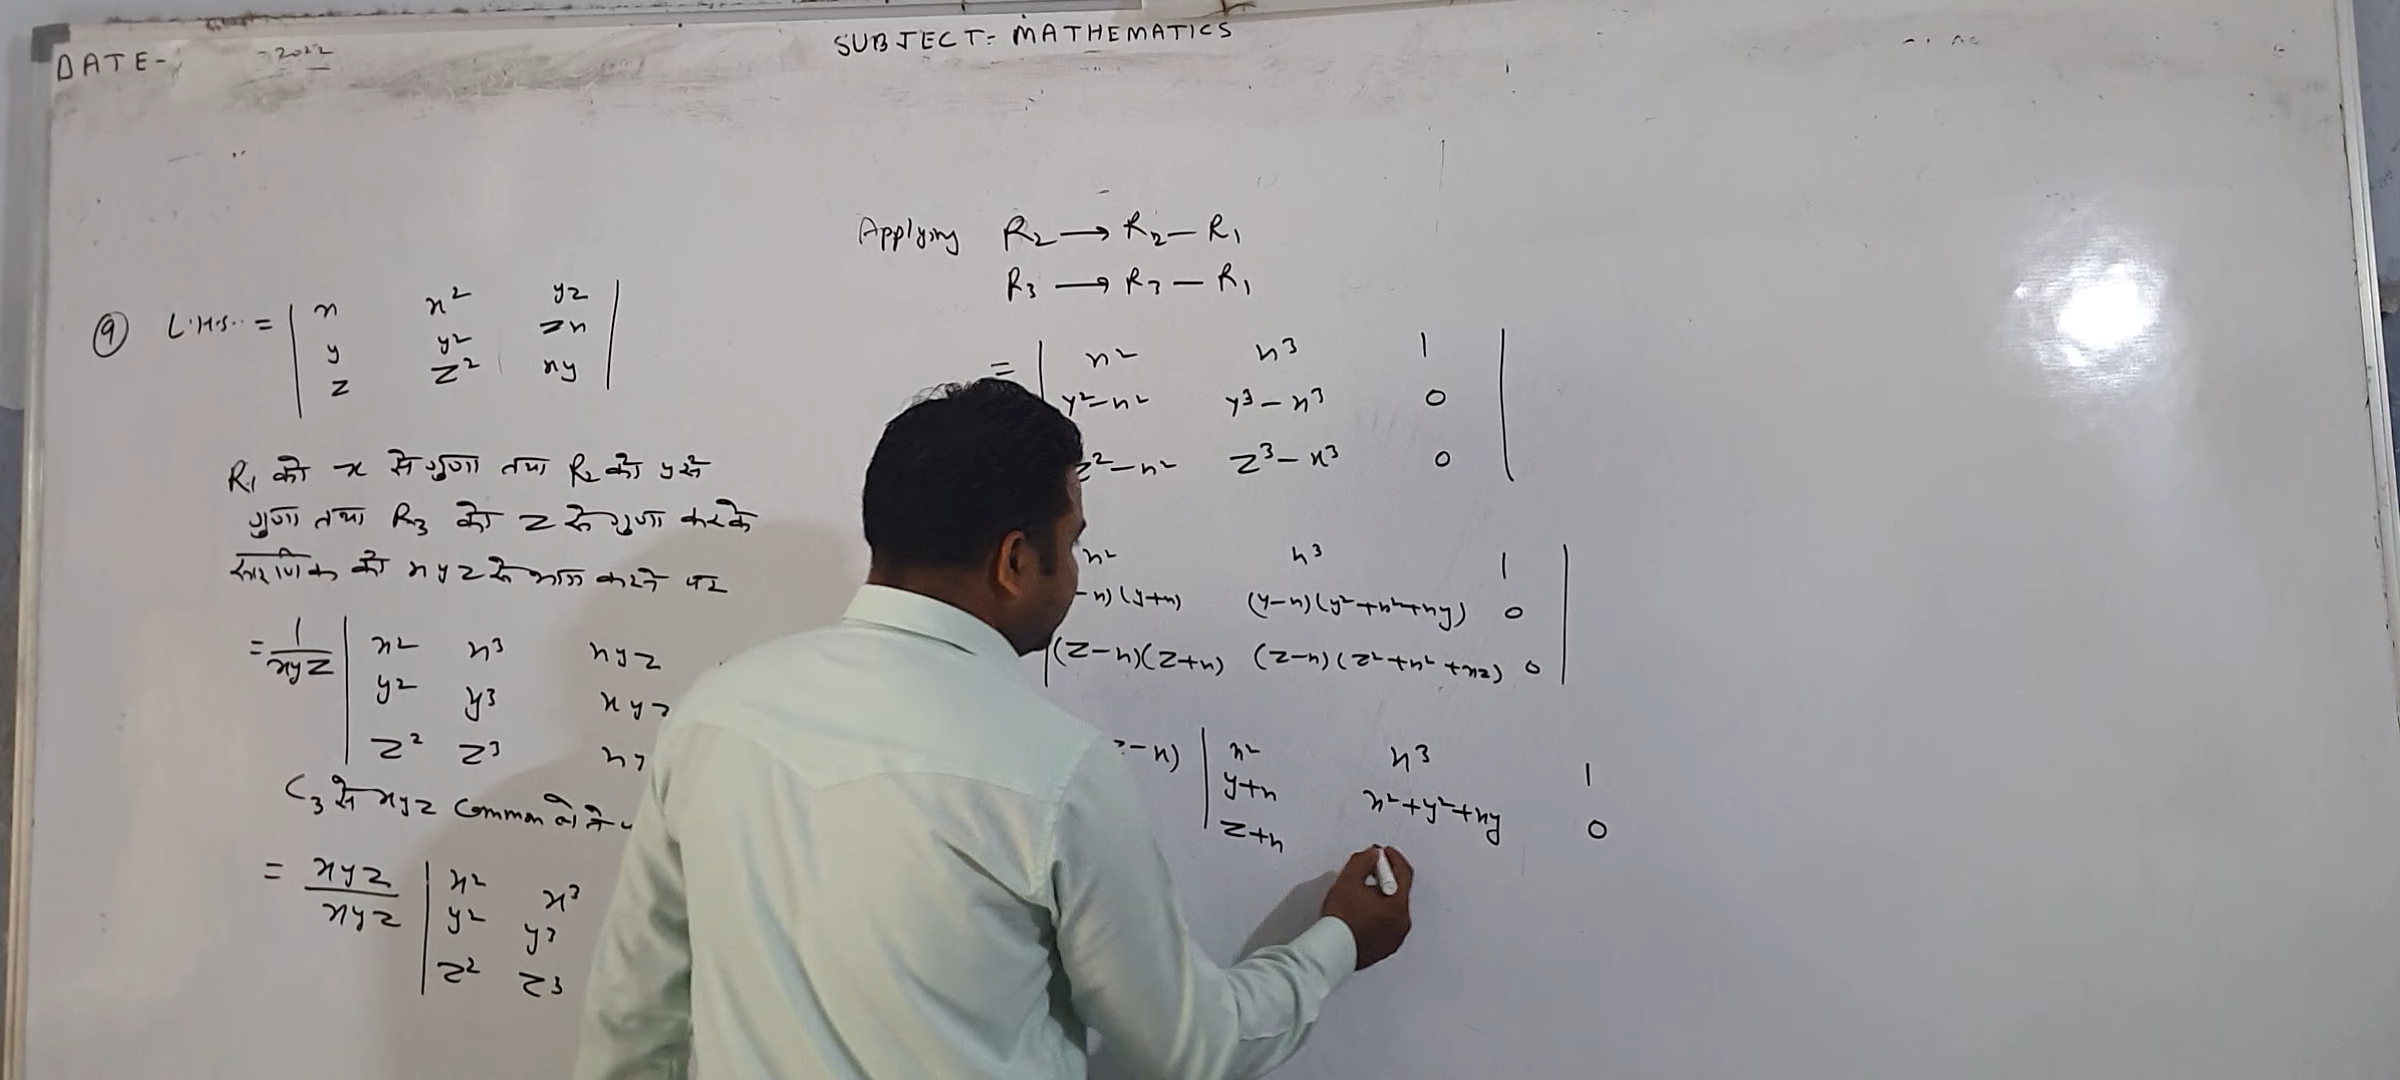 DATE- -2022
SUBJECT:- MATHEMATICS
9 L.H.S. = | x x² yz |
| y y² zx |
| z z² xy |
R₁ को x से गुणा तथा R₂ को y से
गुणा तथा R₃ को z से गुणा करके
सारणिक को xyz से भाग करने पर
= 1/xyz | x² x³ xyz
y² y³ xyz
z² z³ xy
C₃ से xyz common लेने
= xyz/xyz | x² x³
y² y³
z² z³
Applying R₂ → R₂ - R₁
R₃ → R₃ - R₁
= | x² x³ 1 |
y²-x² y³-x³ 0
z²-x² z³-x³ 0
x² x³ 1 |
-x)(y+x) (y-x)(y²+x²+xy) 0
(z-x)(z+x) (z-x)(z²+x²+xz) 0
-x) | x² x³ 1
y+x x²+y²+xy 0
z+x